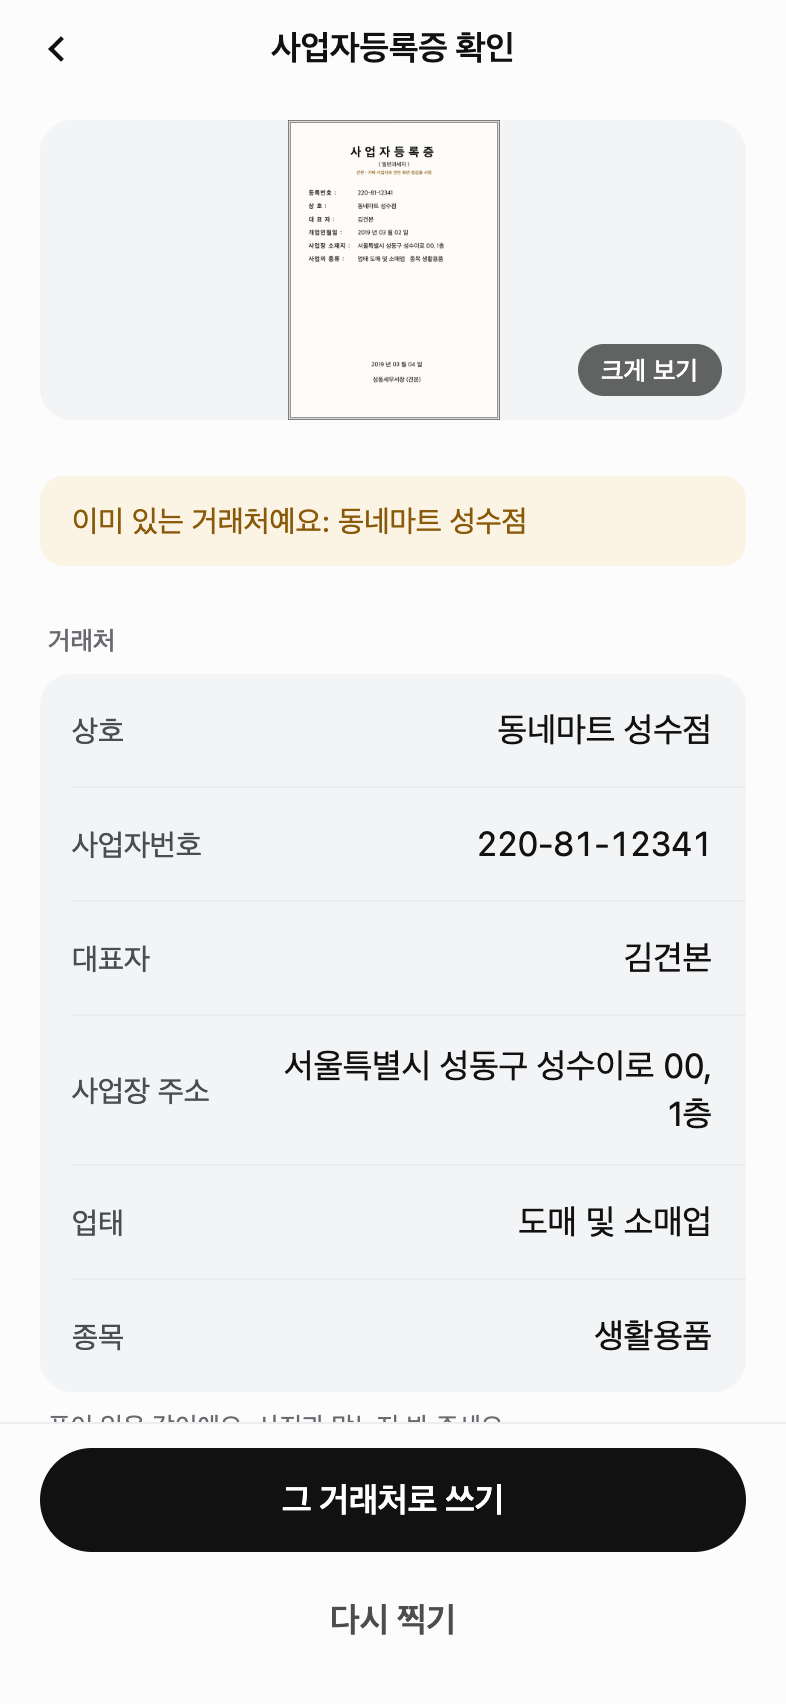 사업자등록증 확인
사업자등록증
( 일반과세자 )
등록번호 : 220-81-12341
상 호 : 동네마트 성수점
대 표 자 : 김견본
개업연월일 : 2019 년 03 월 02 일
사업장 소재지 : 서울특별시 성동구 성수이로 00, 1층
사업의 종류 : 업태 도매 및 소매업 종목 생활용품
2019 년 03 월 04 일
성동세무서장 (견본)
크게 보기
이미 있는 거래처예요: 동네마트 성수점
거래처
상호 동네마트 성수점
사업자번호 220-81-12341
대표자 김견본
사업장 주소 서울특별시 성동구 성수이로 00,
1층
업태 도매 및 소매업
종목 생활용품
그 거래처로 쓰기
다시 찍기